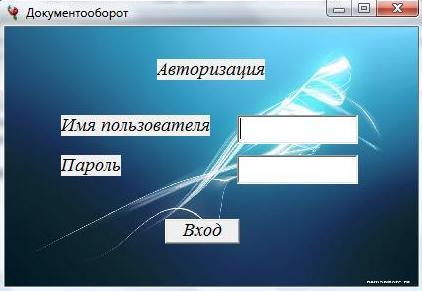 Документооборот
Авторизация
Имя пользователя
Пароль
Вход